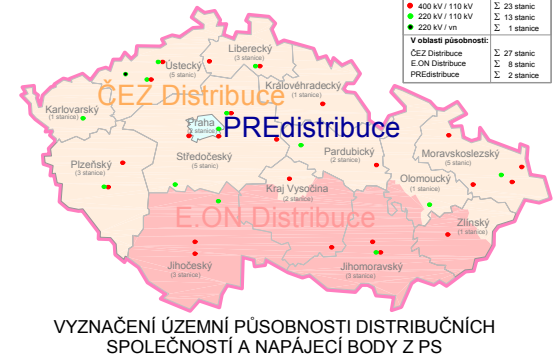 400 kV / 110 kV Σ 23 stanic
220 kV / 110 kV Σ 13 stanic
220 kV / vn Σ 1 stanice
V oblasti působnosti:
ČEZ Distribuce Σ 27 stanic
E.ON Distribuce Σ 8 stanic
PREdistribuce Σ 2 stanice
Liberecký
(3 stanice)
Ústecký
(5 stanic)
Královéhradecký
(1 stanice)
ČEZ Distribuce
Karlovarský
(1 stanice)
Praha
(2 stanice)
PREdistribuce
Středočeský
(5 stanic)
Pardubický
(2 stanice)
Moravskoslezský
(5 stanic)
Plzeňský
(3 stanice)
Olomoucký
(1 stanice)
Kraj Vysočina
(2 stanice)
E.ON Distribuce
Zlínský
(1 stanice)
Jihočeský
(3 stanice)
Jihomoravský
(3 stanice)
VYZNAČENÍ ÚZEMNÍ PŮSOBNOSTI DISTRIBUČNÍCH
SPOLEČNOSTÍ A NAPÁJECÍ BODY Z PS